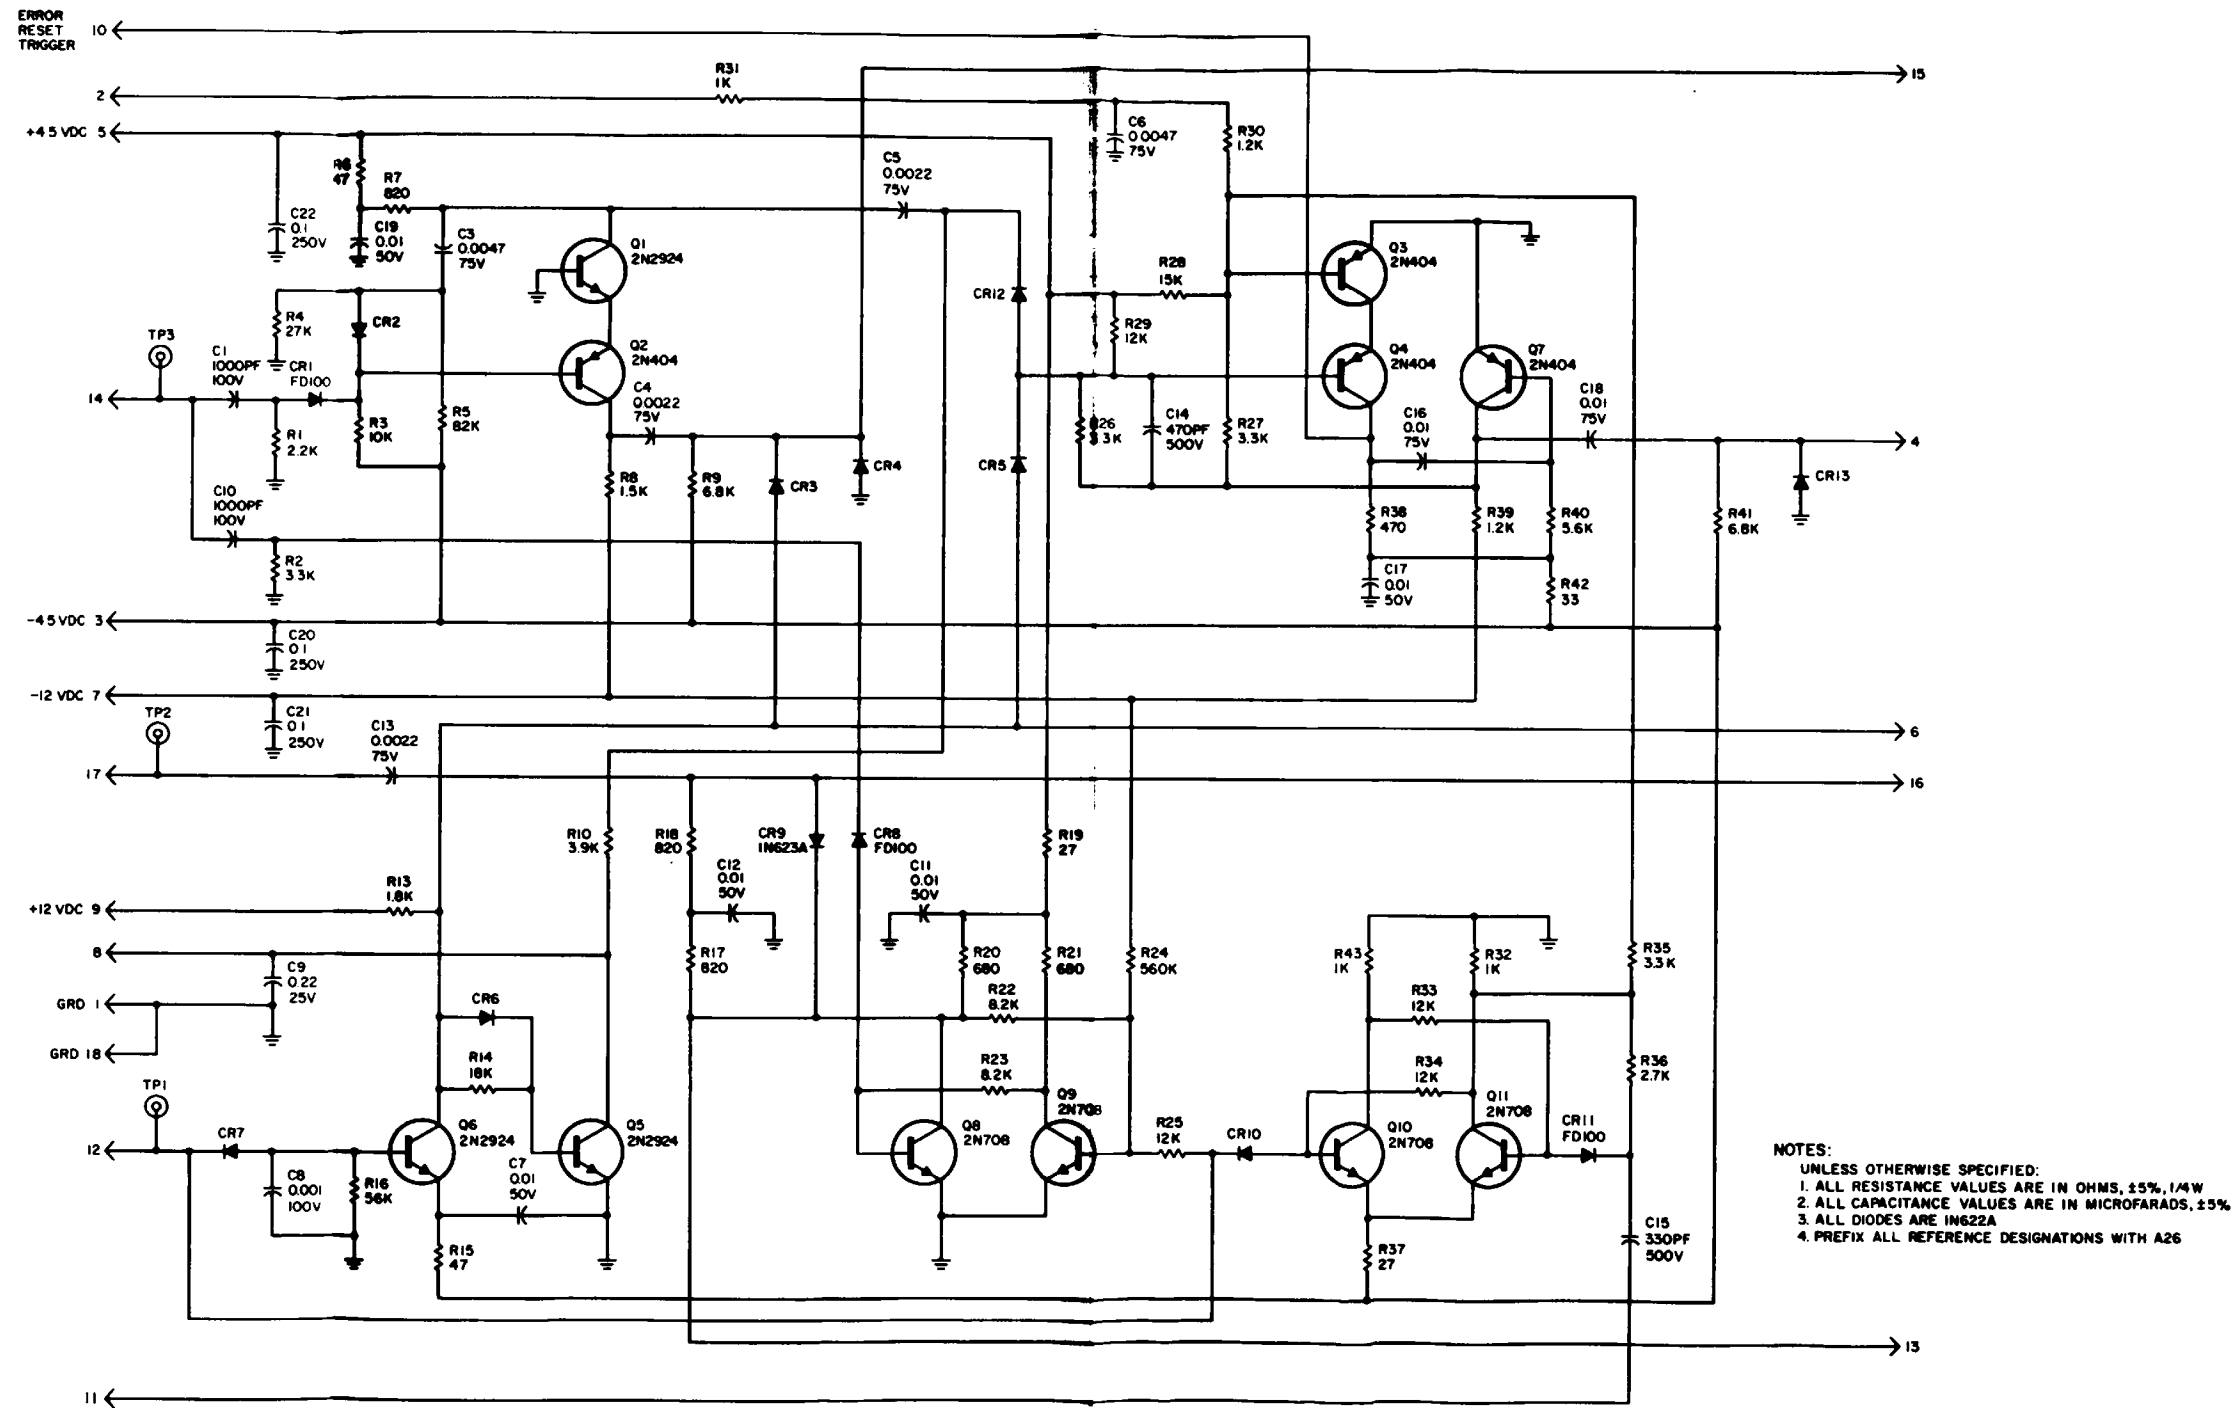 ERROR
RESET
TRIGGER
10
15
2
R31
1K
+4 5 VDC 5
R6
47
R7
820
C22
0.1
250V
C19
0.01
50V
C3
0.0047
75V
Q1
2N2924
C5
0.0022
75V
C6
0.0047
75V
R30
1.2K
R28
15K
Q3
2N404
CR12
R29
12K
R4
27K
CR2
TP3
C1
1000PF
100V
CR1
FD100
14
Q2
2N404
C4
0.0022
75V
Q4
2N404
Q7
2N404
C18
0.01
75V
R1
2.2K
R3
10K
R5
82K
C14
470PF
500V
R27
3.3K
C16
0.01
75V
4
C10
1000PF
100V
R8
1.5K
R9
6.8K
CR3
CR4
CR5
R38
470
R39
1.2K
R40
5.6K
R41
6.8K
CR13
R2
3.3K
C17
0.01
50V
R42
33
-4 5 VDC 3
C20
0 1
250V
-12 VDC 7
C21
0.1
250V
TP2
C13
0.0022
75V
6
17
16
R10
3.9K
R18
820
CR9
IN623A
CR8
FD100
R19
27
C12
0.01
50V
C11
0.01
50V
R13
1.8K
+12 VDC 9
8
C9
0.22
25V
R17
820
R20
680
R21
680
R24
560K
R43
1K
R32
1K
R35
3.3K
GRD 1
CR6
R22
8.2K
R33
12K
GRD 18
R14
18K
R23
8.2K
R34
12K
R36
2.7K
TP1
CR7
12
Q6
2N2924
Q5
2N2924
Q8
2N708
Q9
2N708
R25
12K
CR10
Q10
2N708
Q11
2N708
CR11
FD100
C8
0.001
100V
R16
56K
C7
0.01
50V
R15
47
R37
27
C15
330PF
500V
NOTES:
UNLESS OTHERWISE SPECIFIED:
1. ALL RESISTANCE VALUES ARE IN OHMS, ±5%, 1/4W
2. ALL CAPACITANCE VALUES ARE IN MICROFARADS, ±5%
3. ALL DIODES ARE IN622A
4. PREFIX ALL REFERENCE DESIGNATIONS WITH A26
13
11